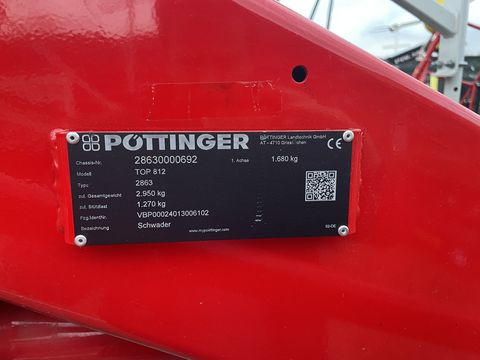 PÖTTINGER
PÖTTINGER Landtechnik GmbH
AT - 4710 Grieskirchen
CE
Chassis-Nr. 28630000692 1. Achse 1.680 kg
Modell TOP 812
Type 2863
zul. Gesamtgewicht 2.950 kg
zul. Stützlast 1.270 kg
Fzg.IdentNr. VBP00024013006102
Bezeichnung Schwader
www.mypoettinger.com
02-DE